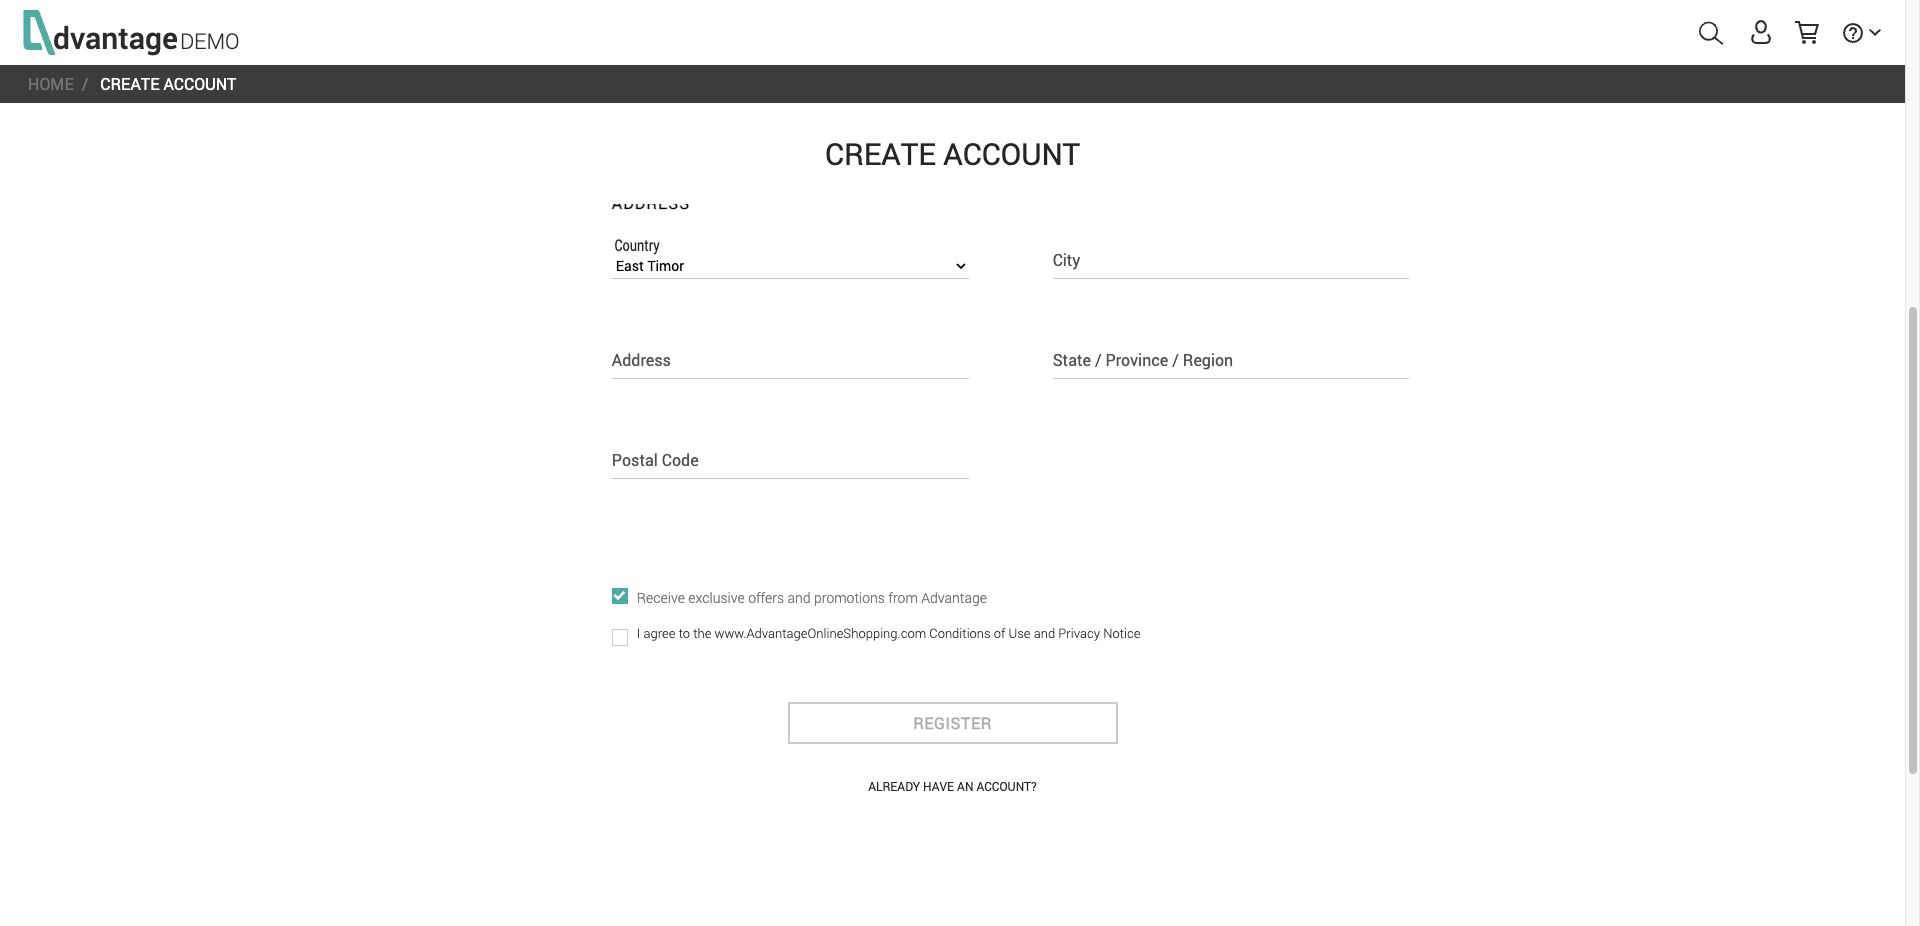 dvantage DEMO
HOME / CREATE ACCOUNT
CREATE ACCOUNT
ADDRESS
Country
East Timor
City
Address
State / Province / Region
Postal Code
Receive exclusive offers and promotions from Advantage
I agree to the www.AdvantageOnlineShopping.com Conditions of Use and Privacy Notice
REGISTER
ALREADY HAVE AN ACCOUNT?